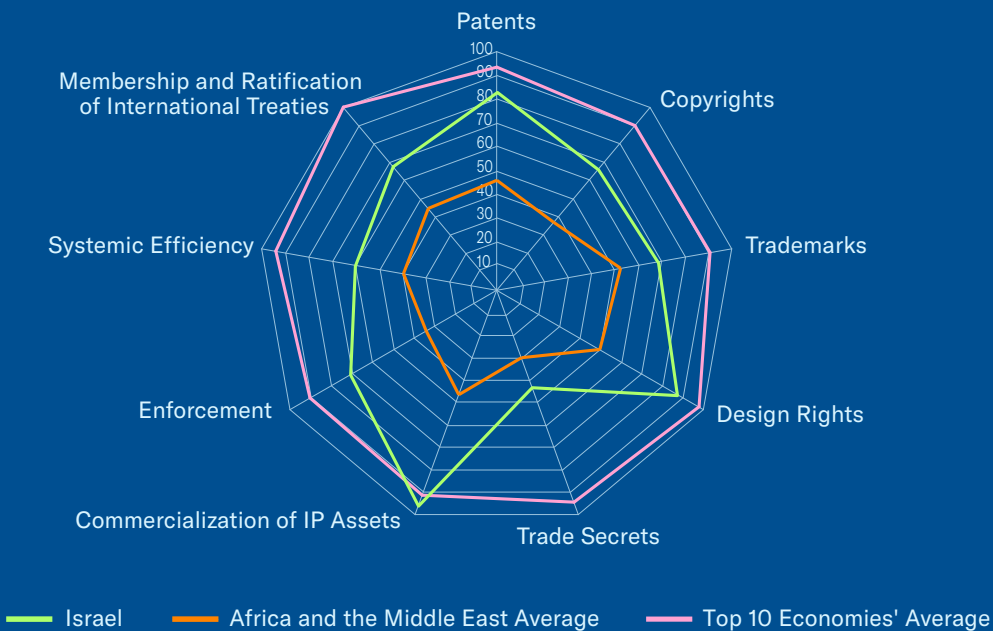 Patents
100
90
80
70
60
50
40
30
20
10
Membership and Ratification
of International Treaties
Copyrights
Systemic Efficiency
Trademarks
Enforcement
Design Rights
Commercialization of IP Assets
Trade Secrets
Israel
Africa and the Middle East Average
Top 10 Economies' Average